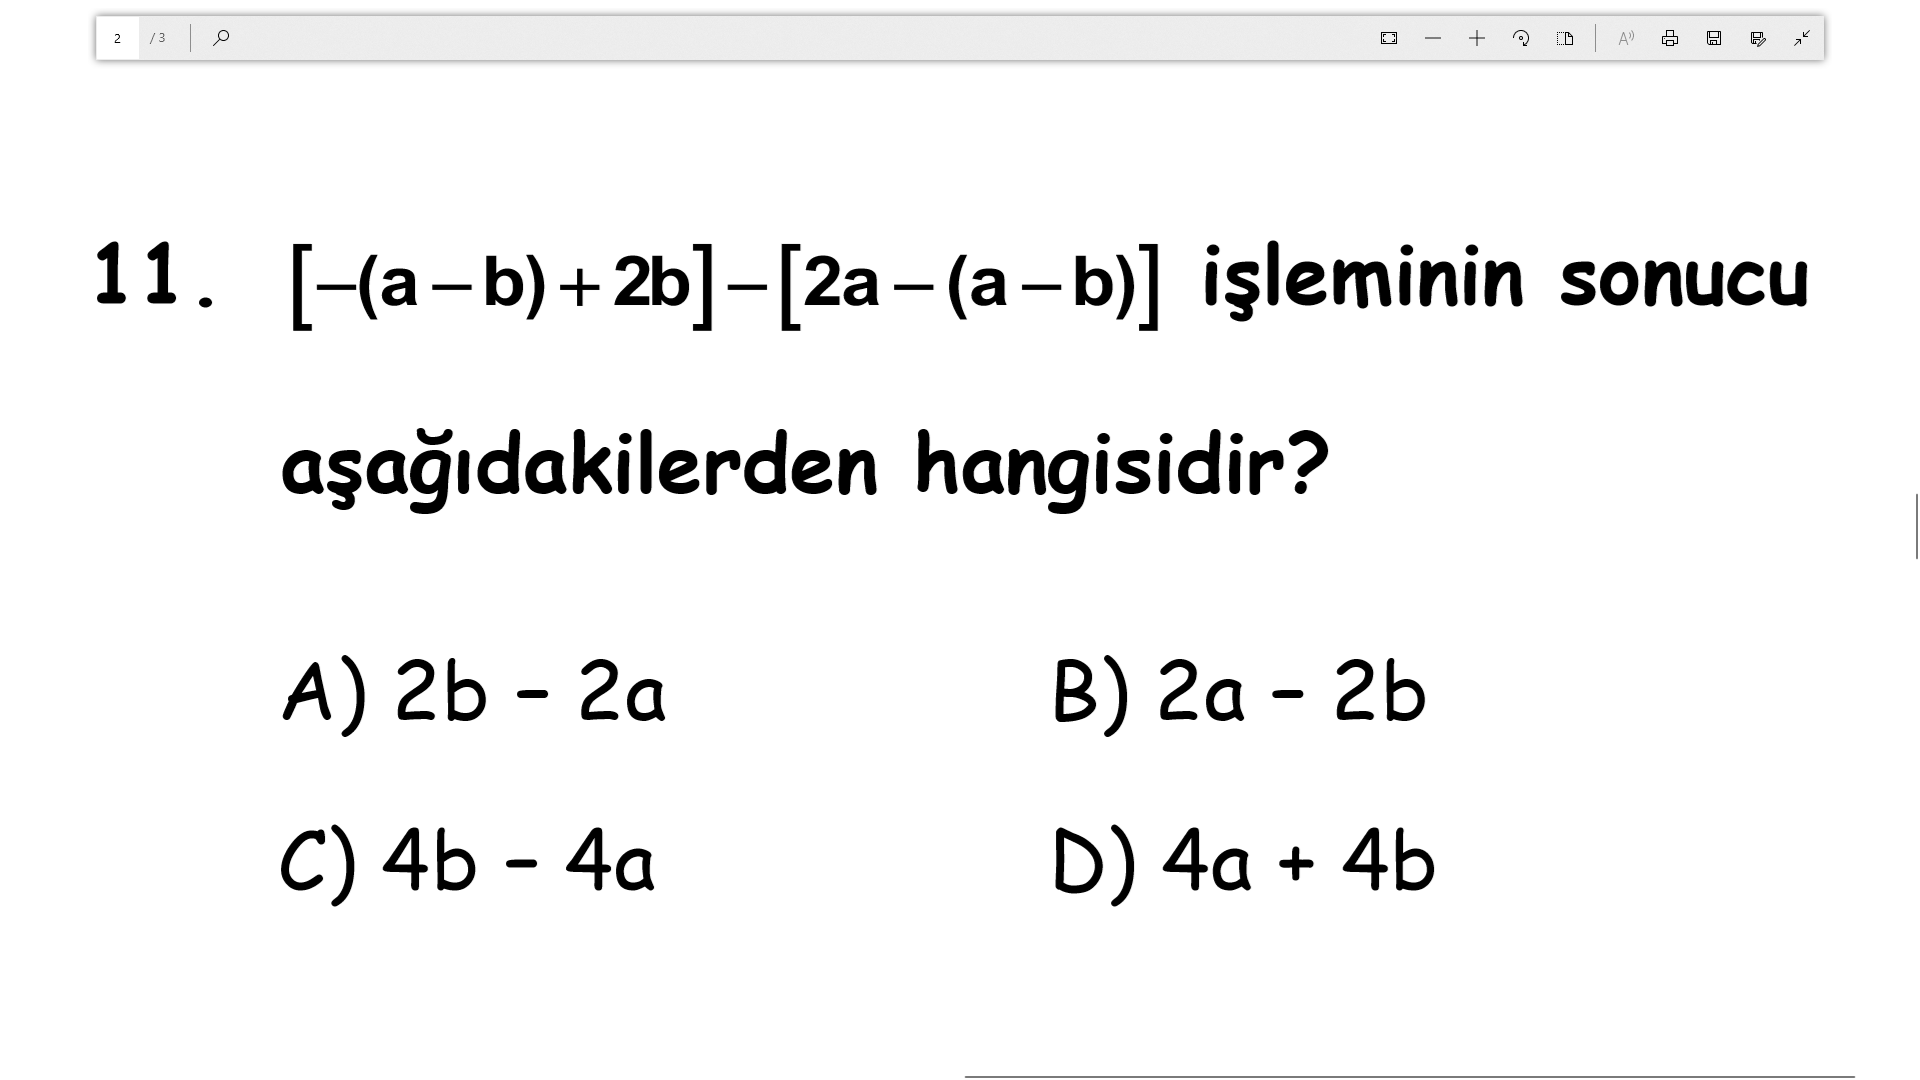 2 / 3
11. [–(a – b) + 2b] – [2a – (a – b)] işleminin sonucu
aşağıdakilerden hangisidir?
A) 2b – 2a B) 2a – 2b
C) 4b – 4a D) 4a + 4b